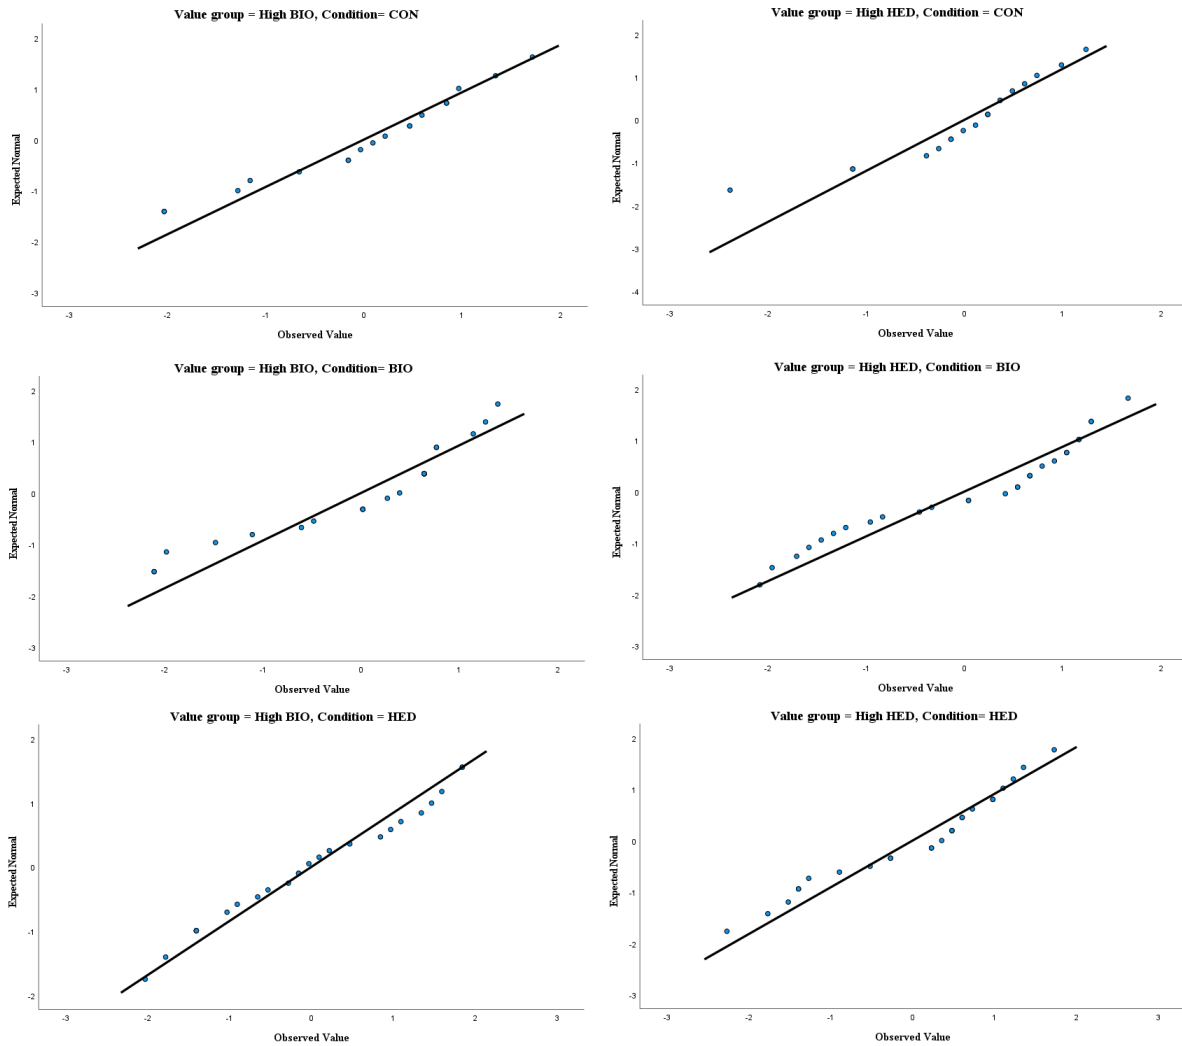 Value group = High BIO, Condition= CON
2
1
0
-1
-2
-3
Expected Normal
-3 -2 -1 0 1 2
Observed Value
Value group = High HED, Condition = CON
2
1
0
-1
-2
-3
-4
Expected Normal
-3 -2 -1 0 1 2
Observed Value
Value group = High BIO, Condition= BIO
2
1
0
-1
-2
-3
Expected Normal
-3 -2 -1 0 1 2
Observed Value
Value group = High HED, Condition = BIO
2
1
0
-1
-2
-3
Expected Normal
-3 -2 -1 0 1 2
Observed Value
Value group = High BIO, Condition = HED
2
1
0
-1
-2
Expected Normal
-3 -2 -1 0 1 2 3
Observed Value
Value group = High HED, Condition= HED
2
1
0
-1
-2
-3
Expected Normal
-3 -2 -1 0 1 2 3
Observed Value